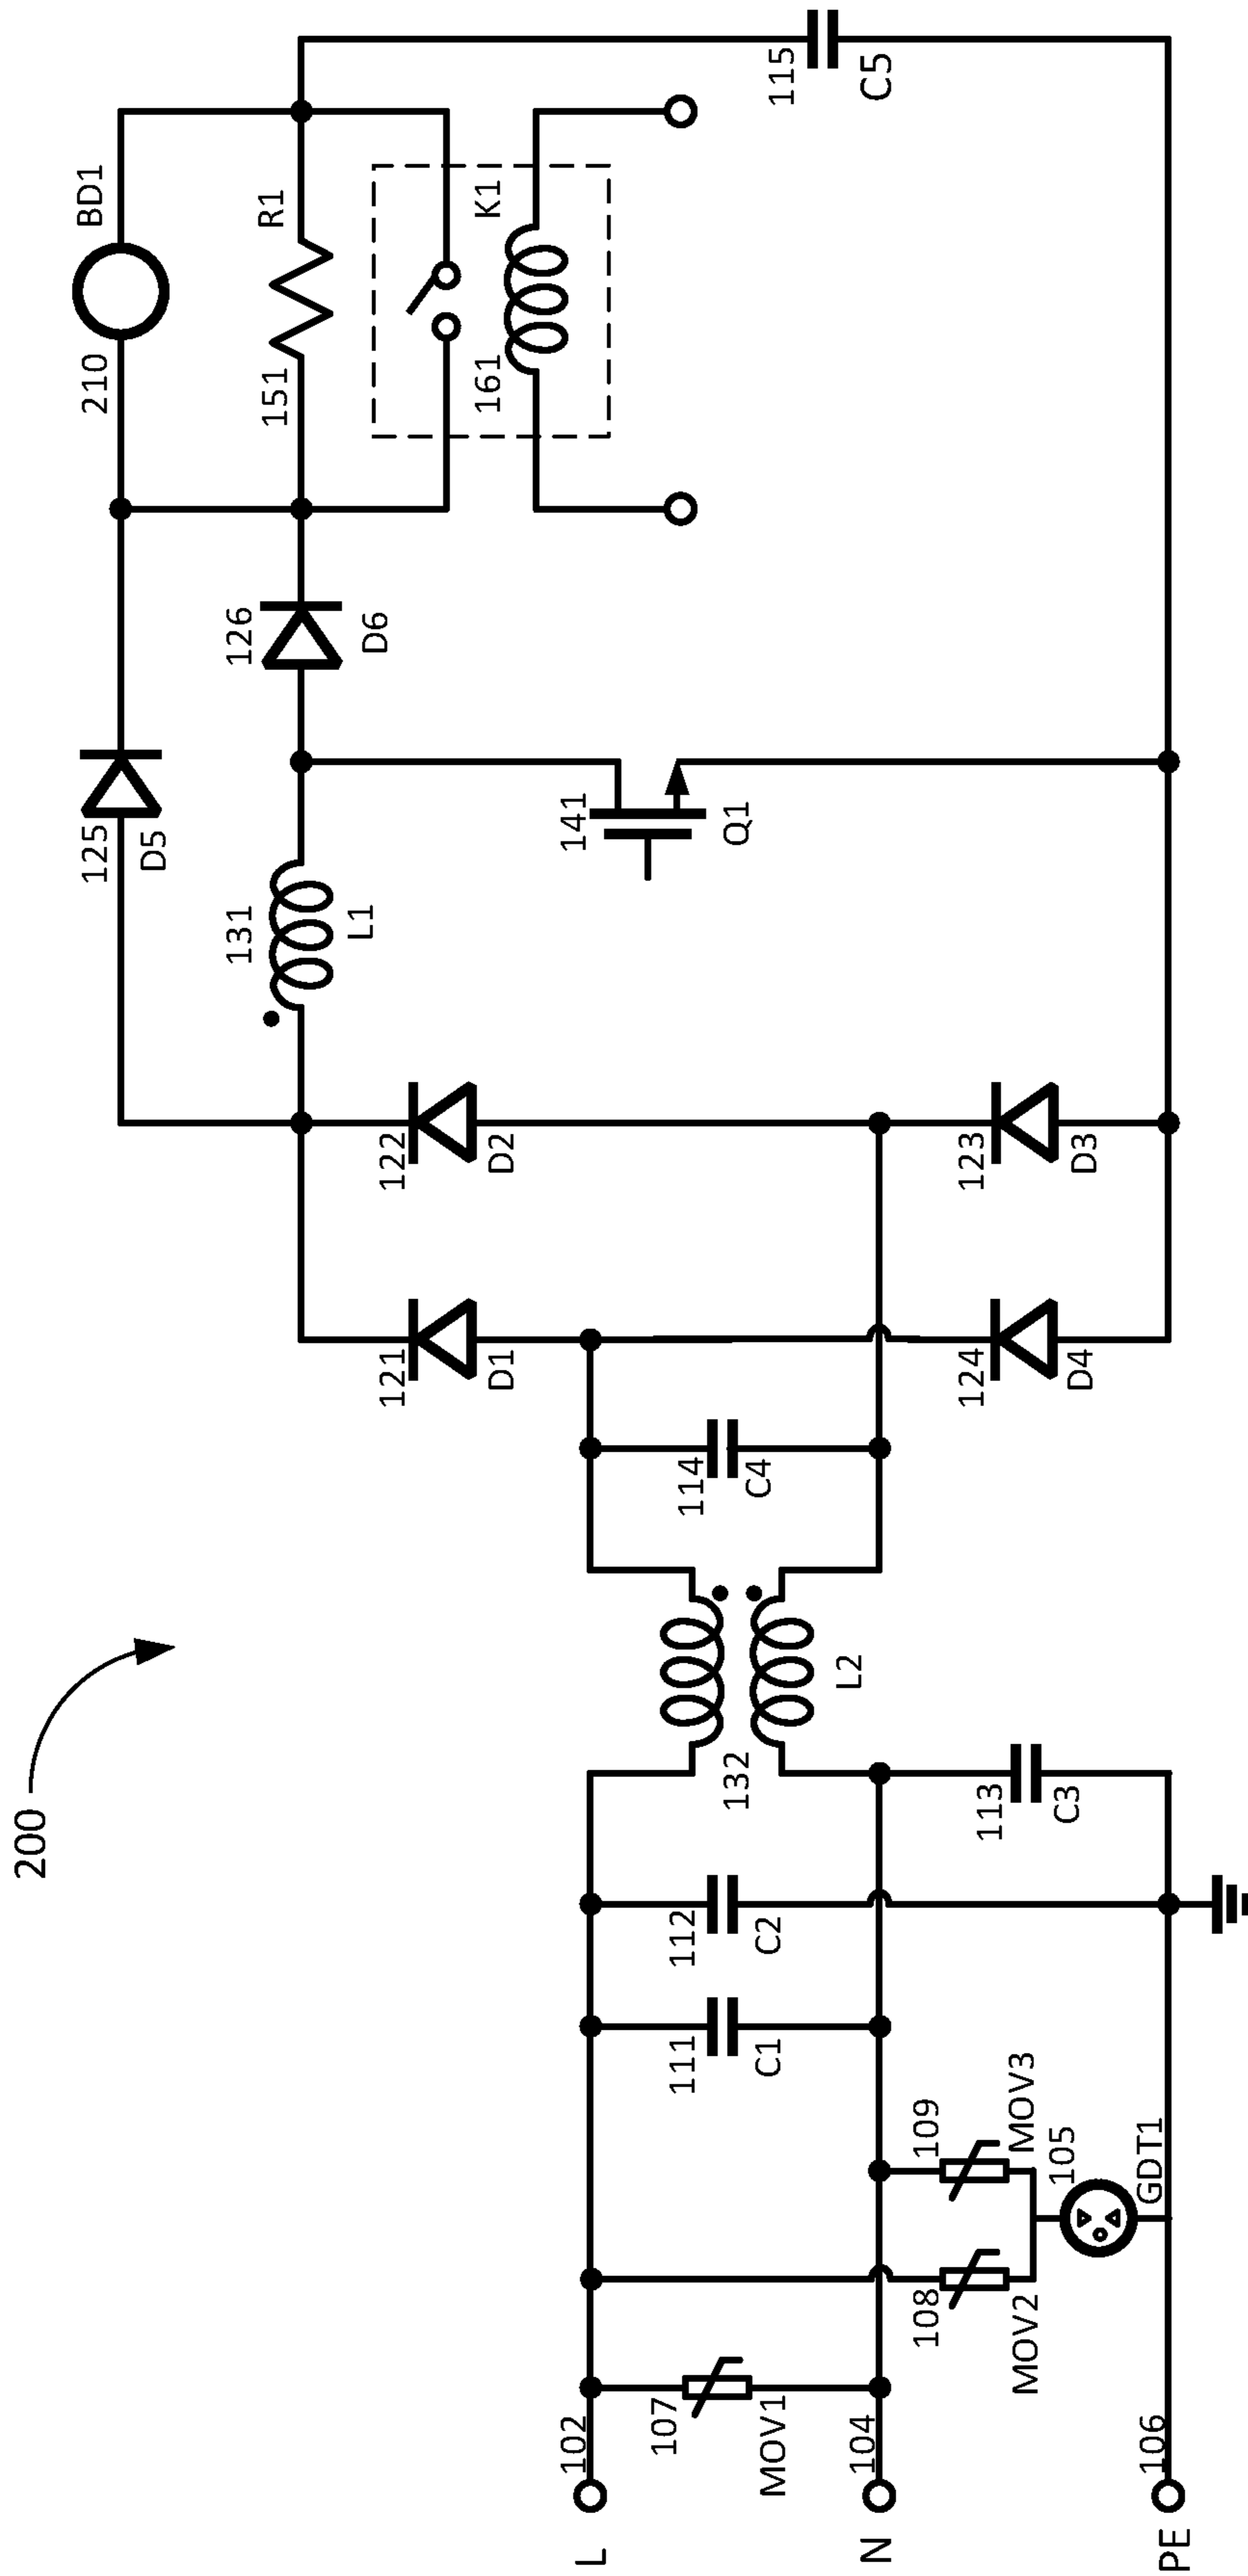 200
L
102
107
MOV1
N
104
PE
106
108
MOV2
109
MOV3
105
GDT1
111
C1
112
C2
113
C3
132
L2
114
C4
121
D1
122
D2
124
D4
123
D3
131
L1
125
D5
141
Q1
126
D6
210
BD1
151
R1
161
K1
115
C5